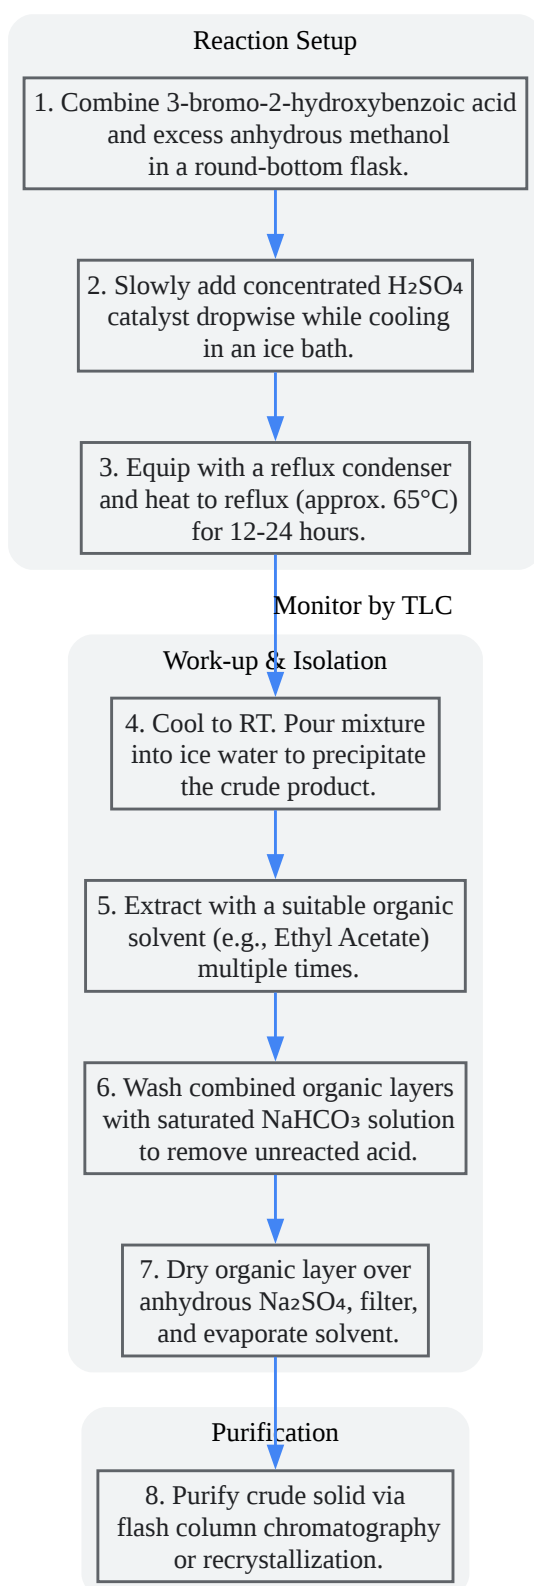 Reaction Setup
1. Combine 3-bromo-2-hydroxybenzoic acid
and excess anhydrous methanol
in a round-bottom flask.
2. Slowly add concentrated H₂SO₄
catalyst dropwise while cooling
in an ice bath.
3. Equip with a reflux condenser
and heat to reflux (approx. 65°C)
for 12-24 hours.
Monitor by TLC
Work-up & Isolation
4. Cool to RT. Pour mixture
into ice water to precipitate
the crude product.
5. Extract with a suitable organic
solvent (e.g., Ethyl Acetate)
multiple times.
6. Wash combined organic layers
with saturated NaHCO₃ solution
to remove unreacted acid.
7. Dry organic layer over
anhydrous Na₂SO₄, filter,
and evaporate solvent.
Purification
8. Purify crude solid via
flash column chromatography
or recrystallization.